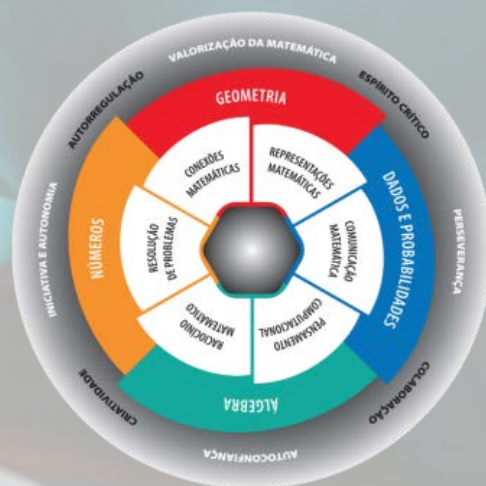 VALORIZAÇÃO DA MATEMÁTICA
ESPÍRITO CRÍTICO
PERSEVERANÇA
COLABORAÇÃO
AUTOCONFIANÇA
CRIATIVIDADE
INICIATIVA E AUTONOMIA
AUTORREGULAÇÃO
GEOMETRIA
DADOS E PROBABILIDADES
ÁLGEBRA
NÚMEROS
REPRESENTAÇÕES
MATEMÁTICAS
COMUNICAÇÃO
MATEMÁTICA
PENSAMENTO
COMPUTACIONAL
RACIOCÍNIO
MATEMÁTICO
RESOLUÇÃO
DE PROBLEMAS
CONEXÕES
MATEMÁTICAS